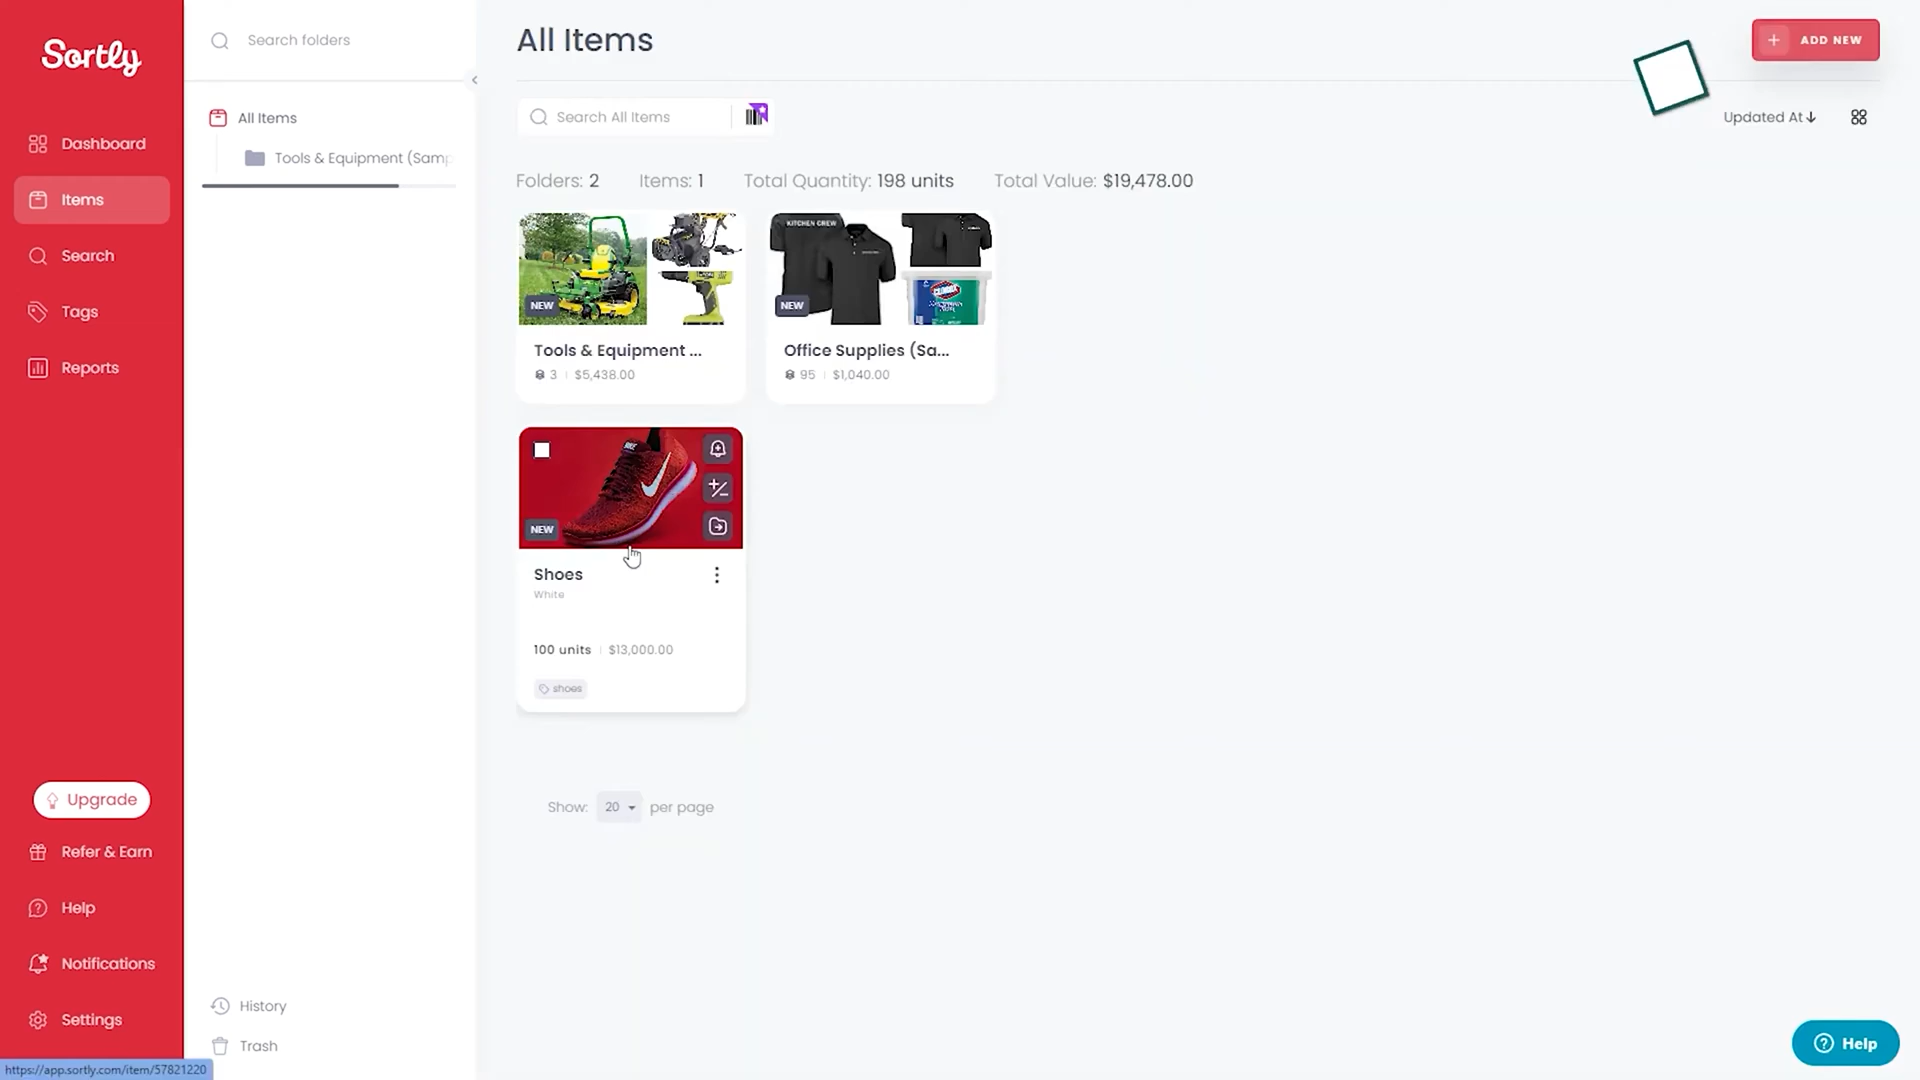 Sortly
Dashboard
Items
Search
Tags
Reports
Upgrade
Refer & Earn
Help
Notifications
Settings
https://app.sortly.com/item/57821220
Search folders
All Items
Tools & Equipment (Samp
History
Trash
All Items
ADD NEW
Search All Items
Updated At
Folders: 2 Items: 1 Total Quantity: 198 units Total Value: $19,478.00
NEW
Tools & Equipment ...
3 $5,438.00
KITCHEN CREW
CLOROX
NEW
Office Supplies (Sa...
95 $1,040.00
NEW
Shoes
White
100 units $13,000.00
shoes
Show: 20 per page
Help